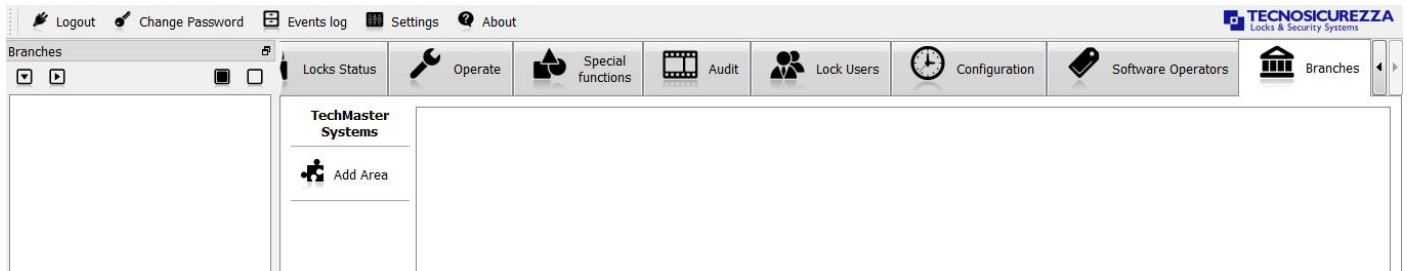 Logout Change Password Events log Settings About
TECNOSICUREZZA
Locks & Security Systems
Branches
Locks Status Operate Special functions Audit Lock Users Configuration Software Operators Branches
TechMaster
Systems
Add Area